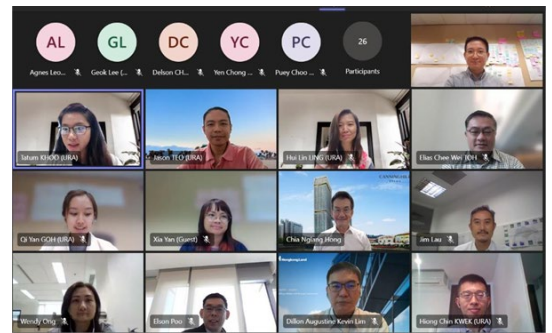 AL
GL
DC
YC
PC
26
Agnes Leo...
Geok Lee (...
Delson CH...
Yen Chong ...
Puey Choo ...
Participants
Tatum KHOO (URA)
Jason TEO (URA)
Hui Lin LING (URA)
Elias Chee Wei TOH
Qi Yan GOH (URA)
Xia Yan (Guest)
Chia Ngiang Hong
Jim Lau
Wendy Ong
Elson Poo
HongkongLand
Dillon Augustine Kevin Lim
Hiong Chin KWEK (URA)